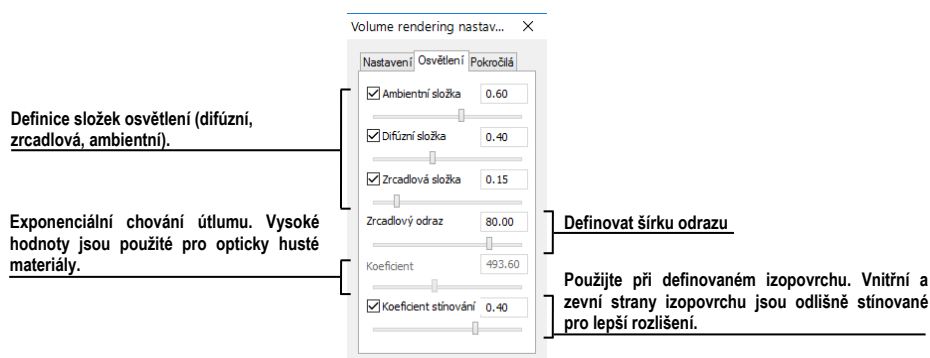 Volume rendering nastav...
Nastavení Osvětlení Pokročilá
Ambientní složka 0.60
Difúzní složka 0.40
Zrcadlová složka 0.15
Zrcadlový odraz 80.00
Koeficient 493.60
Koeficient stínování 0.40
Definice složek osvětlení (difúzní,
zrcadlová, ambientní).
Exponenciální chování útlumu. Vysoké
hodnoty jsou použité pro opticky husté
materiály.
Definovat šírku odrazu
Použijte při definovaném izopovrchu. Vnitřní a
zevní strany izopovrchu jsou odlišně stínované
pro lepší rozlišení.